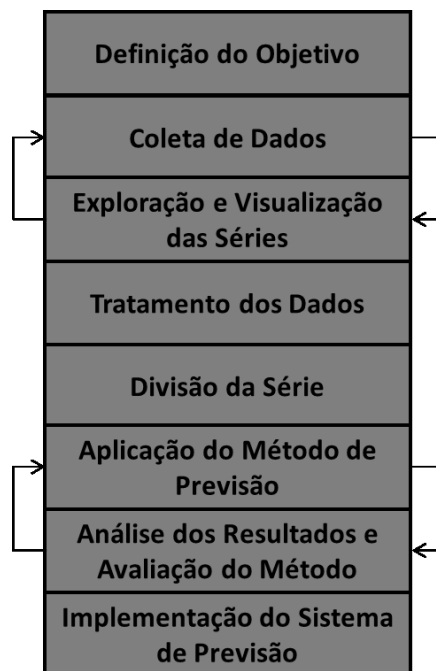 Definição do Objetivo
Coleta de Dados
Exploração e Visualização
das Séries
Tratamento dos Dados
Divisão da Série
Aplicação do Método de
Previsão
Análise dos Resultados e
Avaliação do Método
Implementação do Sistema
de Previsão